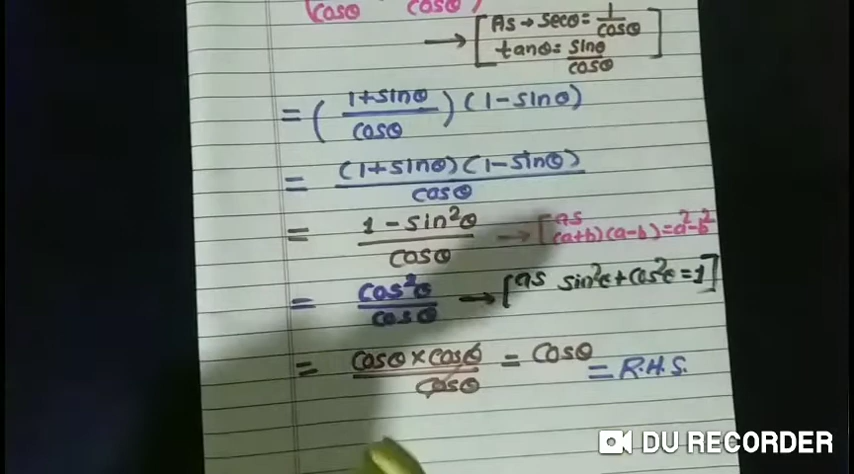 cosθ cosθ)
→ [As → secθ = 1/cosθ
tanθ = sinθ/cosθ]
= (1+sinθ/cosθ) (1-sinθ)
= (1+sinθ)(1-sinθ)/cosθ
= 1-sin²θ/cosθ → [as (a+b)(a-b)=a²-b²
= cos²θ/cosθ → [as sin²θ+cos²θ=1]
= cosθ×cosθ/cosθ = cosθ
= R.H.S.
DU RECORDER